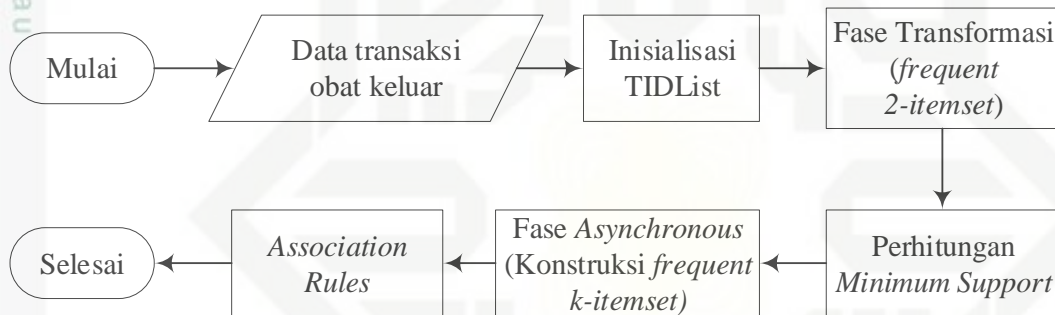 Mulai
Data transaksi
obat keluar
Inisialisasi
TIDList
Fase Transformasi
(frequent
2-itemset)
Perhitungan
Minimum Support
Fase Asynchronous
(Konstruksi frequent
k-itemset)
Association
Rules
Selesai
au